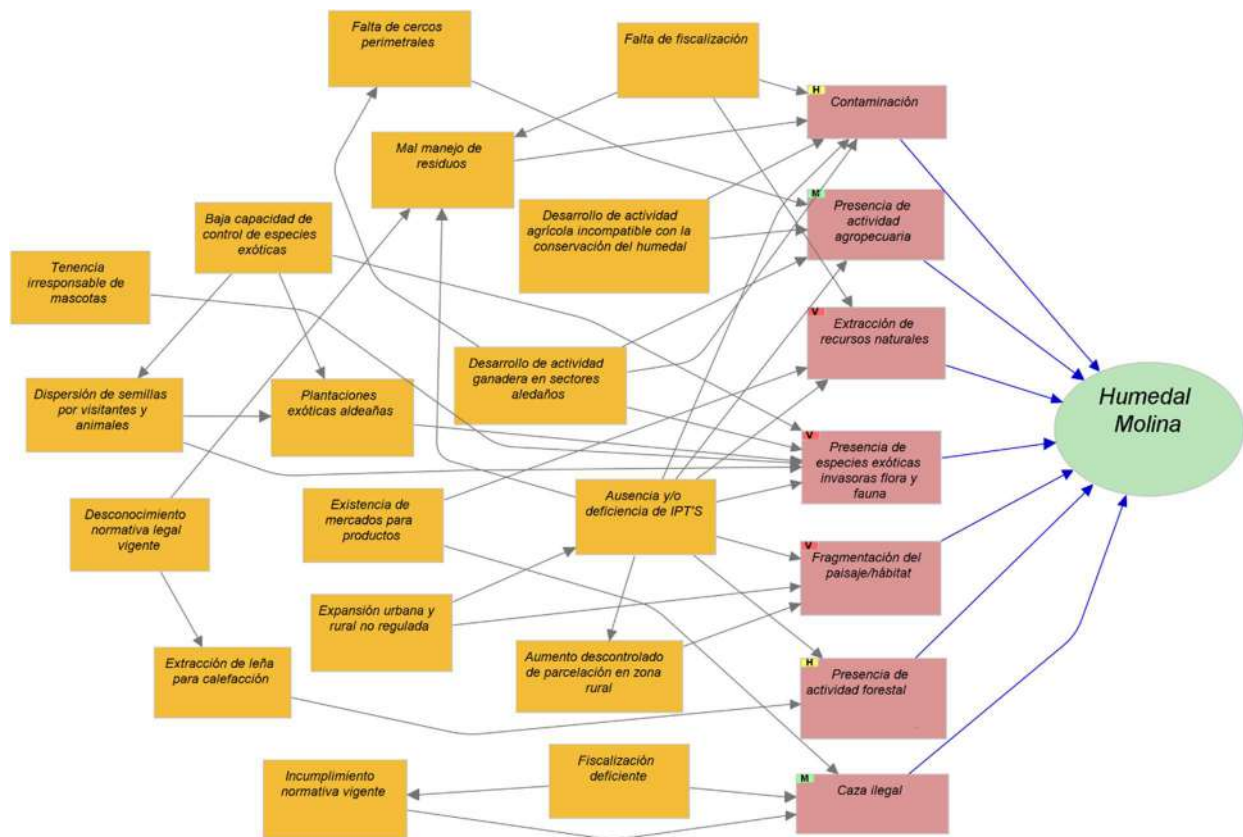 Falta de cercos
perimetrales
Falta de fiscalización
H
Contaminación
Mal manejo de
residuos
M
Presencia de
actividad
agropecuaria
Baja capacidad de
control de especies
exóticas
Desarrollo de actividad
agrícola incompatible con la
conservación del humedal
Tenencia
irresponsable de
mascotas
V
Extracción de
recursos naturales
Desarrollo de actividad
ganadera en sectores
aledaños
Humedal
Molina
Dispersión de semillas
por visitantes y
animales
Plantaciones
exóticas aldeañas
V
Presencia de
especies exóticas
invasoras flora y
fauna
Ausencia y/o
deficiencia de IPT'S
Existencia de
mercados para
productos
Desconocimiento
normativa legal
vigente
V
Fragmentación del
paisaje/hábitat
Expansión urbana y
rural no regulada
Extracción de leña
para calefacción
Aumento descontrolado
de parcelación en zona
rural
H
Presencia de
actividad forestal
Fiscalización
deficiente
Incumplimiento
normativa vigente
M
Caza ilegal